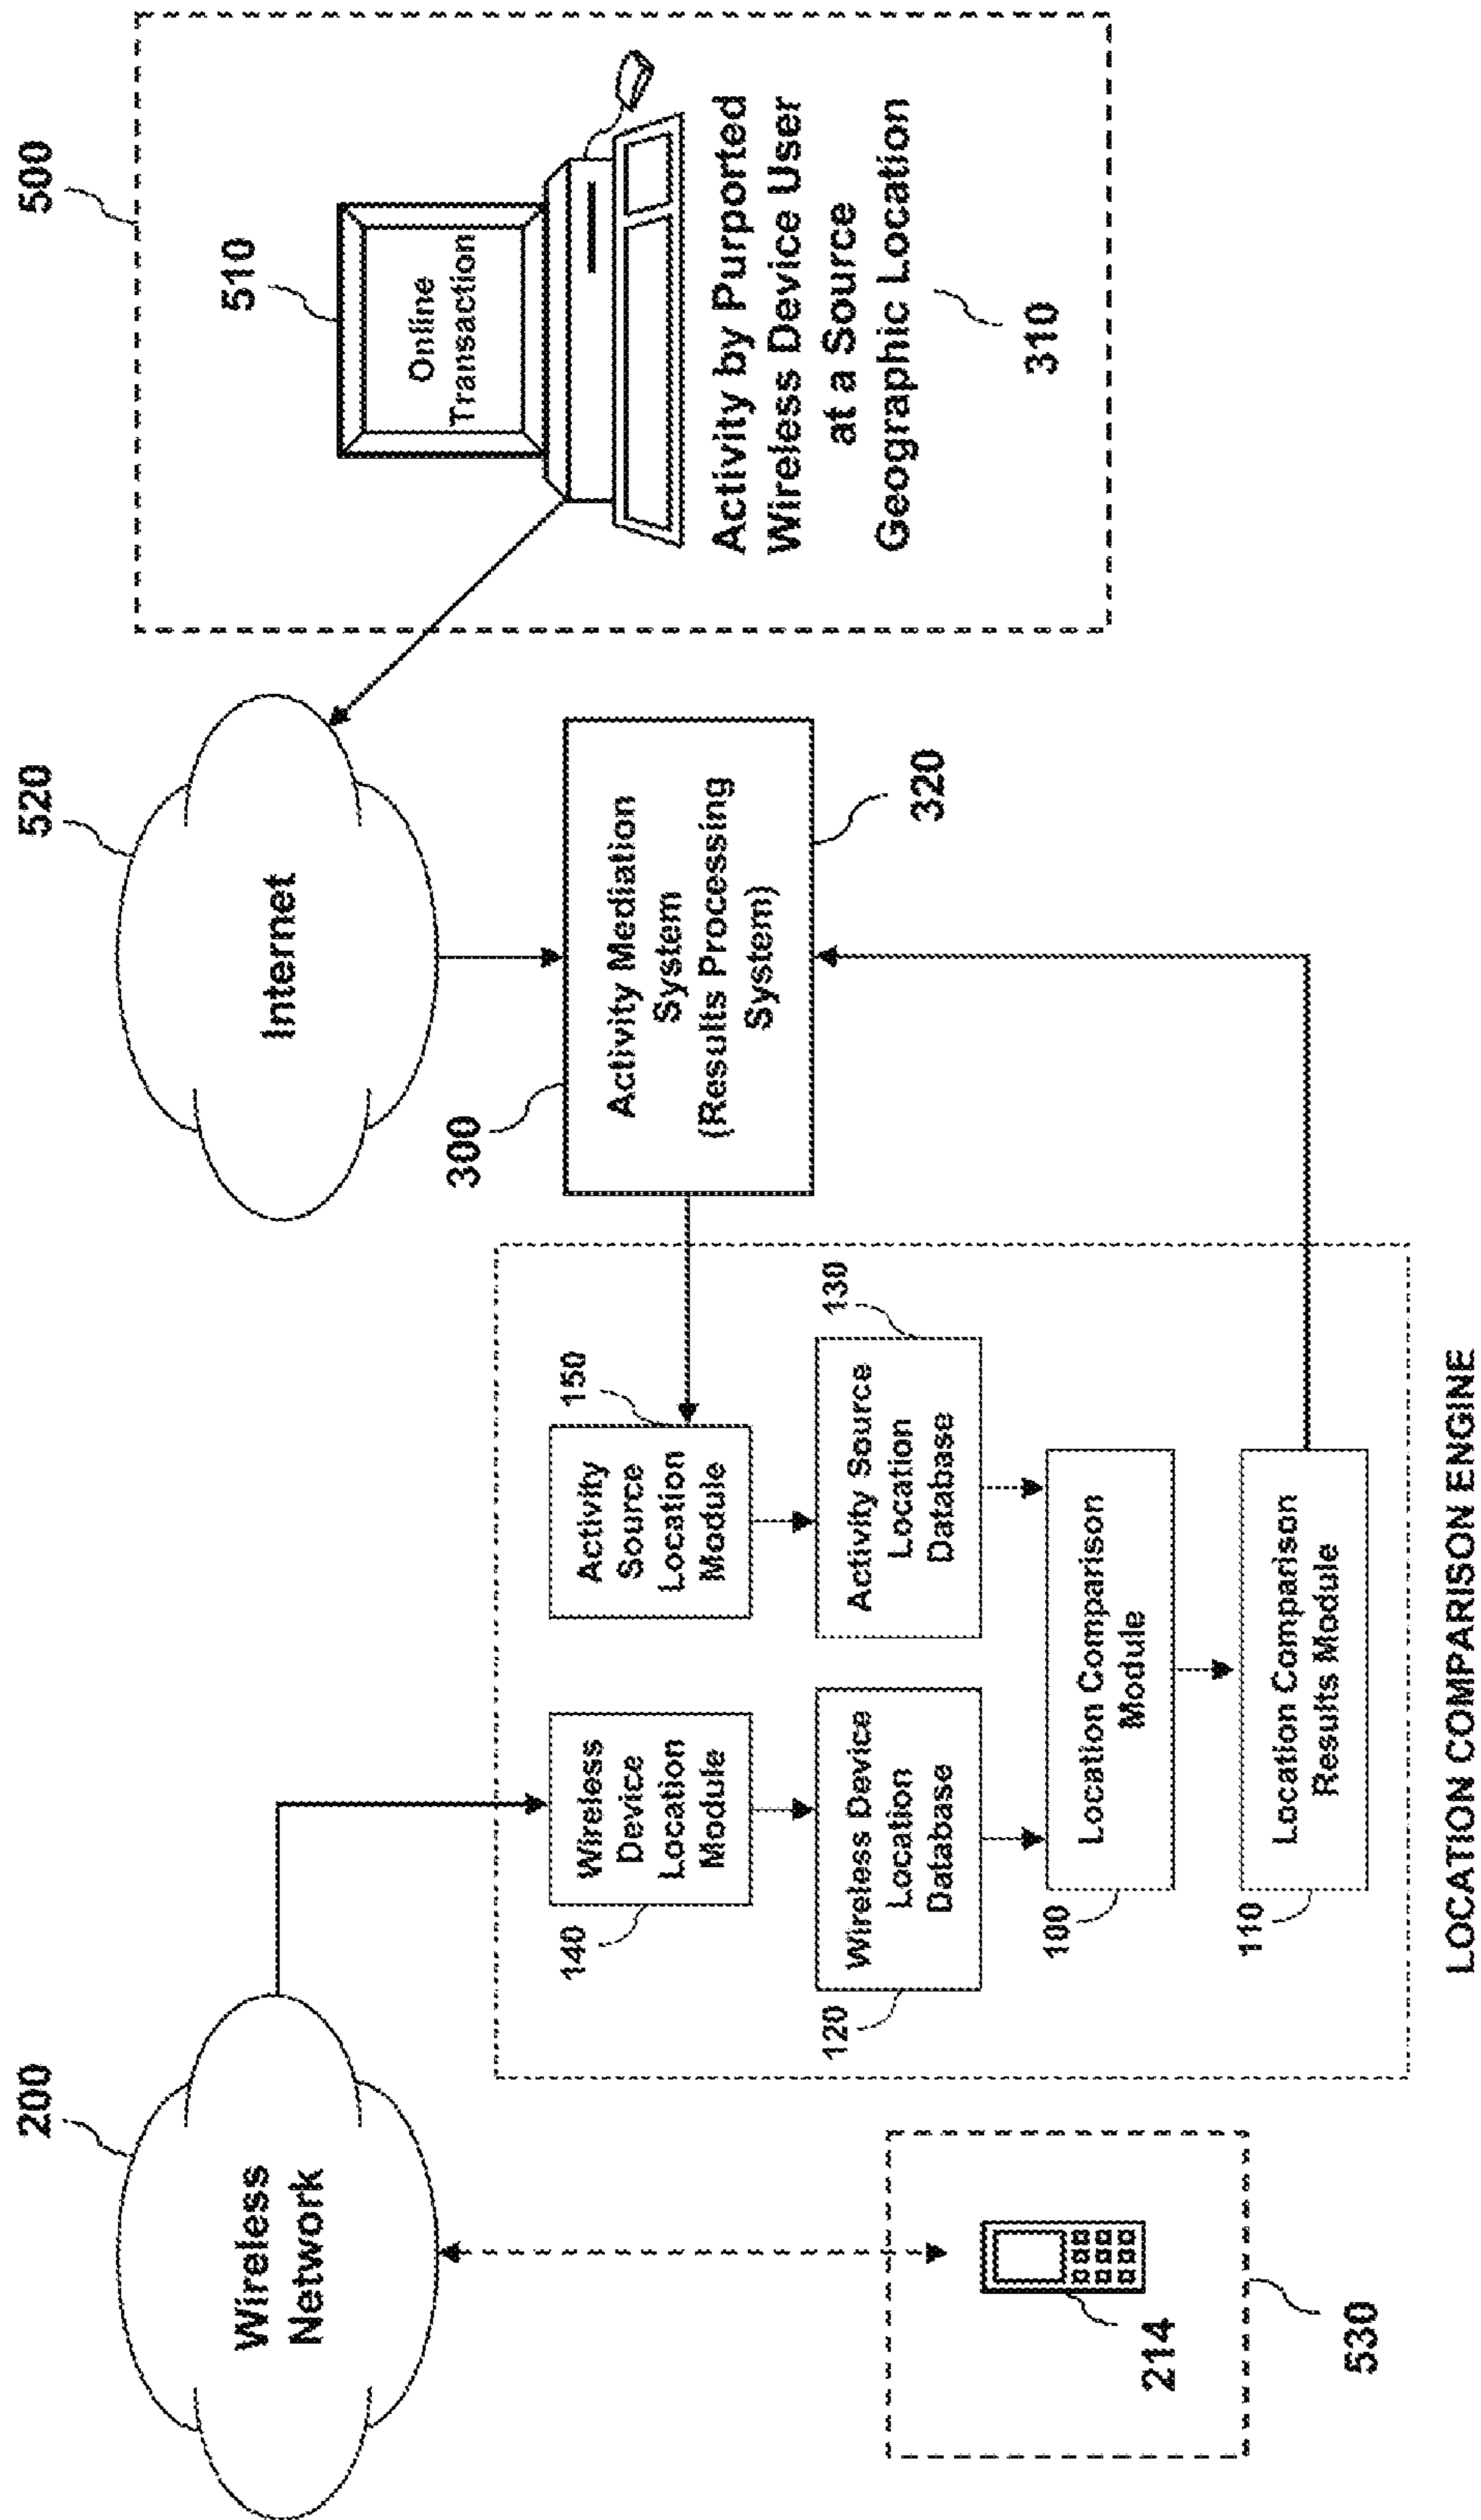 200
Wireless
Network
520
Internet
500
510
Online
Transaction
Activity by Purported
Wireless Device User
at a Source
Geographic Location
310
300
Activity Mediation
System
(Results Processing
System)
320
140
Wireless
Device
Location
Module
150
Activity
Source
Location
Module
120
Wireless Device
Location
Database
130
Activity Source
Location
Database
100
Location Comparison
Module
110
Location Comparison
Results Module
214
530
LOCATION COMPARISON ENGINE